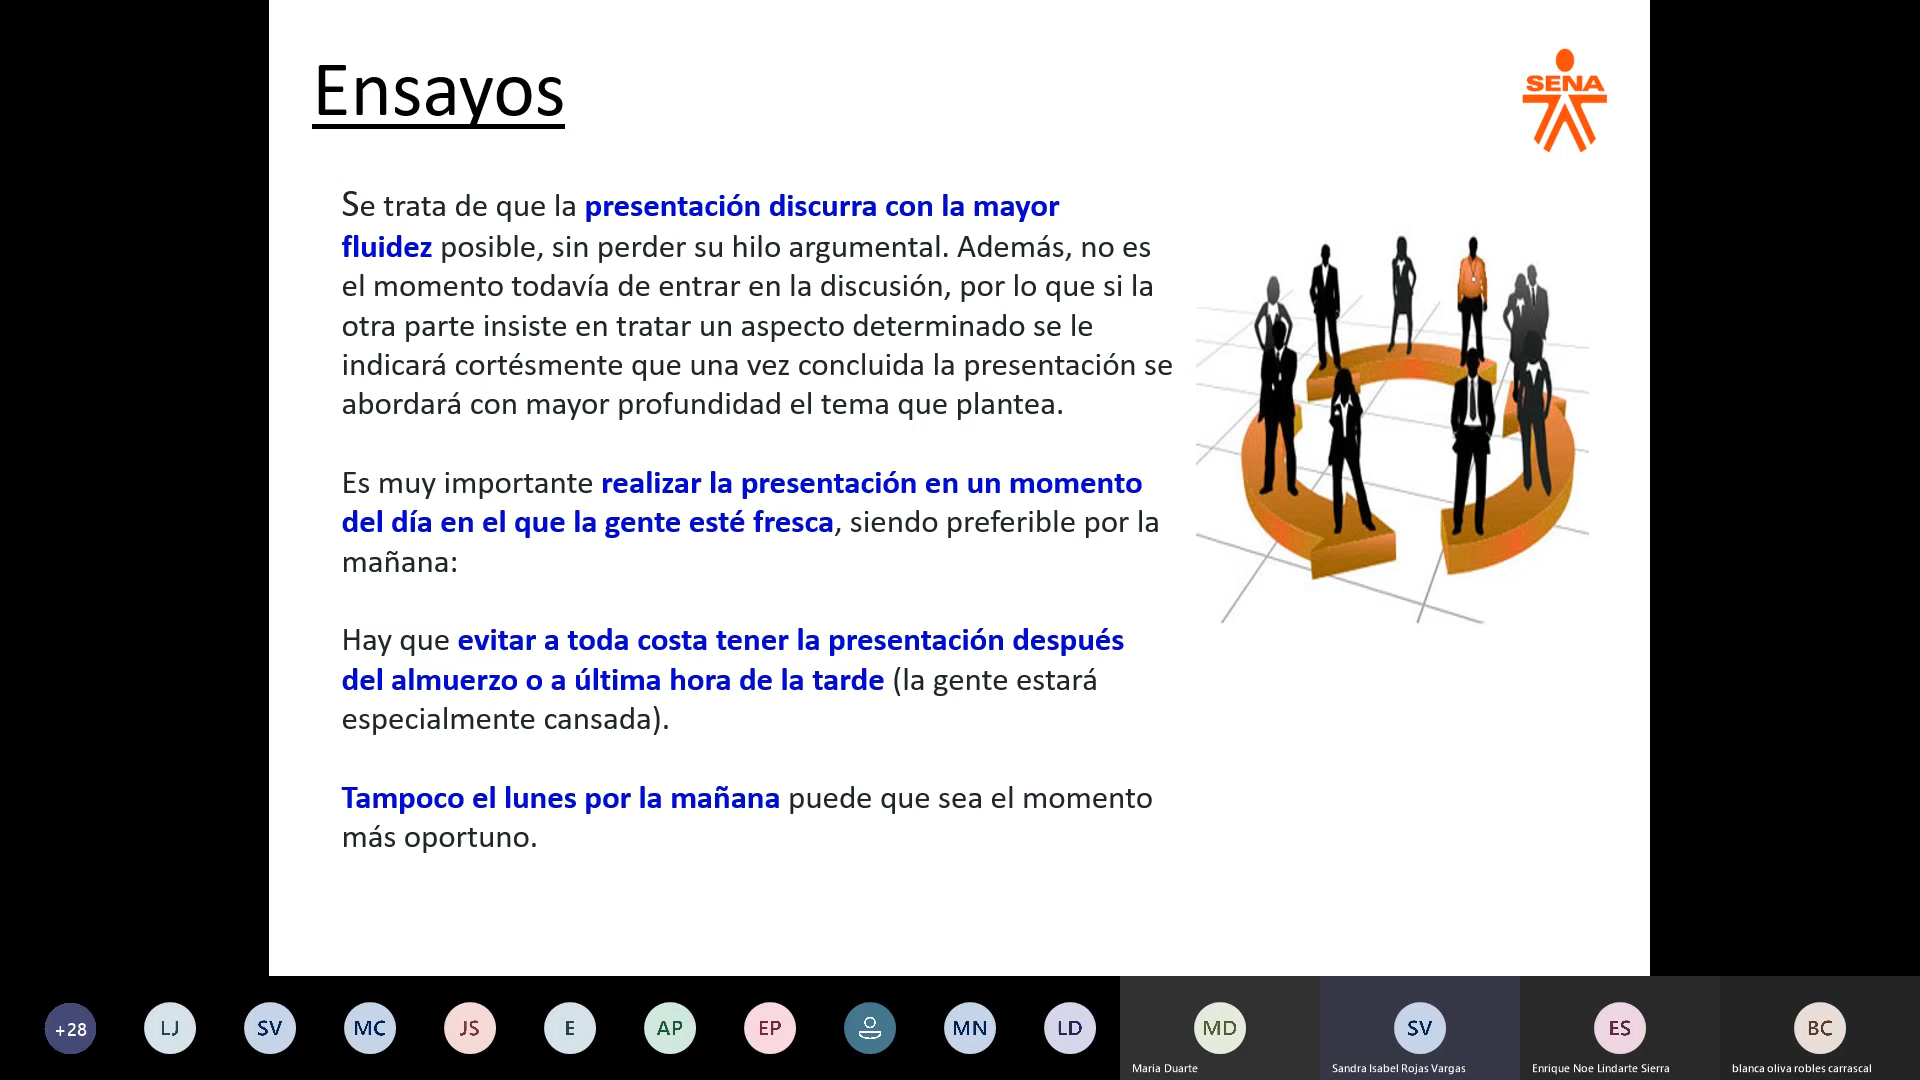 Ensayos
SENA
Se trata de que la presentación discurra con la mayor
fluidez posible, sin perder su hilo argumental. Además, no es
el momento todavía de entrar en la discusión, por lo que si la
otra parte insiste en tratar un aspecto determinado se le
indicará cortésmente que una vez concluida la presentación se
abordará con mayor profundidad el tema que plantea.
Es muy importante realizar la presentación en un momento
del día en el que la gente esté fresca, siendo preferible por la
mañana:
Hay que evitar a toda costa tener la presentación después
del almuerzo o a última hora de la tarde (la gente estará
especialmente cansada).
Tampoco el lunes por la mañana puede que sea el momento
más oportuno.
+28 LJ SV MC JS E AP EP MN LD MD SV ES BC
Maria Duarte Sandra Isabel Rojas Vargas Enrique Noe Lindarte Sierra blanca oliva robles carrascal